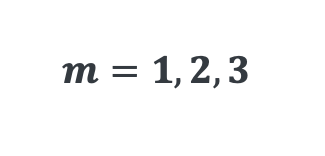 m = 1, 2, 3